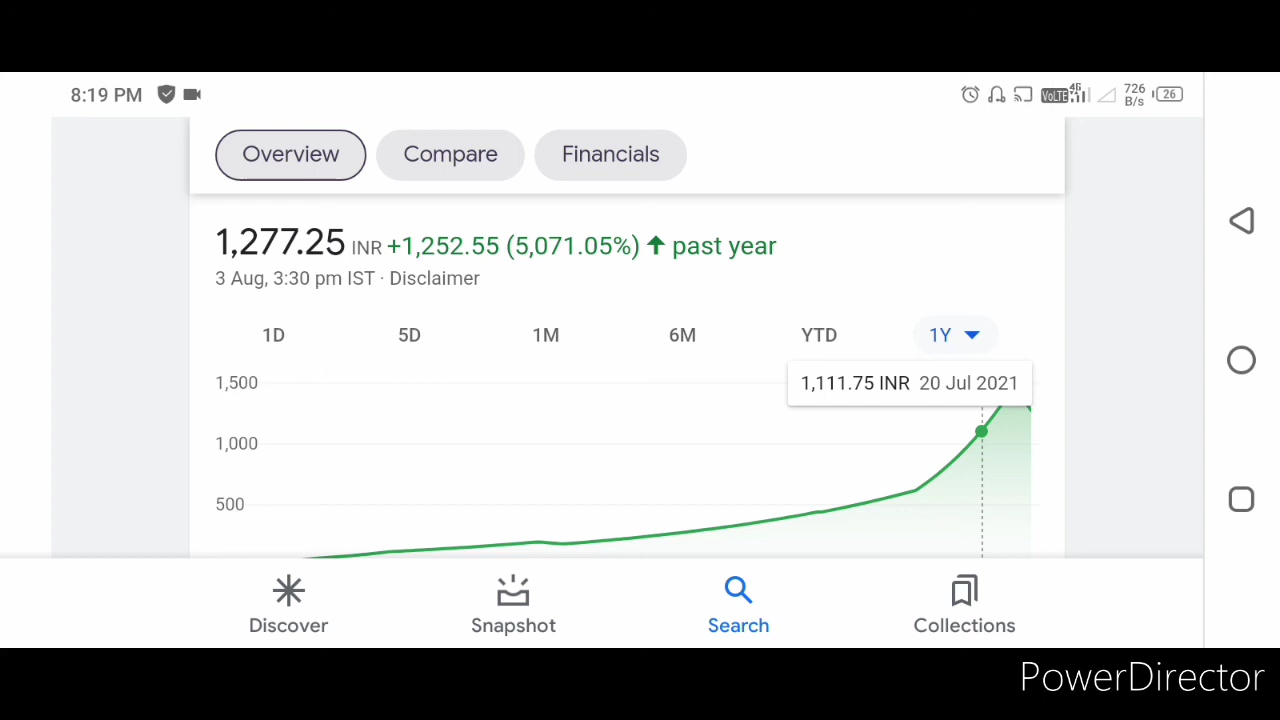 8:19 PM VoLTE 4G 726 B/s 26
Overview Compare Financials
1,277.25 INR +1,252.55 (5,071.05%) ↑ past year
3 Aug, 3:30 pm IST · Disclaimer
1D 5D 1M 6M YTD 1Y
1,111.75 INR 20 Jul 2021
1,500
1,000
500
Discover Snapshot Search Collections
PowerDirector